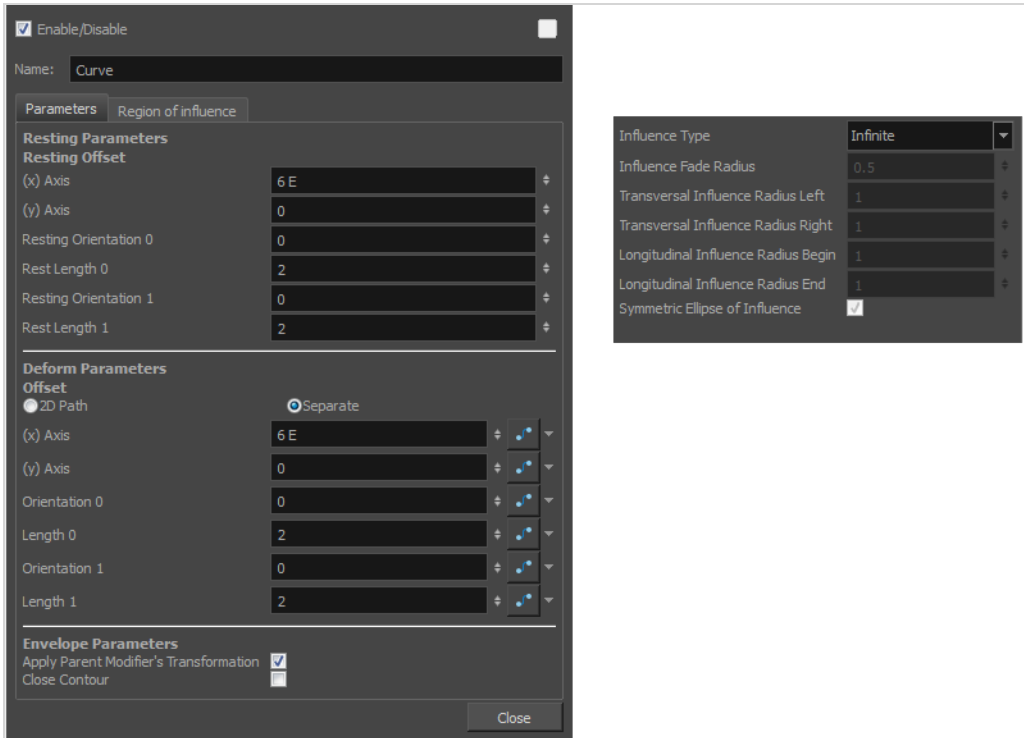 Enable/Disable
Name: Curve
Parameters Region of influence
Resting Parameters
Resting Offset
(x) Axis 6 E
(y) Axis 0
Resting Orientation 0 0
Rest Length 0 2
Resting Orientation 1 0
Rest Length 1 2
Deform Parameters
Offset
2D Path Separate
(x) Axis 6 E
(y) Axis 0
Orientation 0 0
Length 0 2
Orientation 1 0
Length 1 2
Envelope Parameters
Apply Parent Modifier's Transformation
Close Contour
Close
Influence Type Infinite
Influence Fade Radius 0.5
Transversal Influence Radius Left 1
Transversal Influence Radius Right 1
Longitudinal Influence Radius Begin 1
Longitudinal Influence Radius End 1
Symmetric Ellipse of Influence